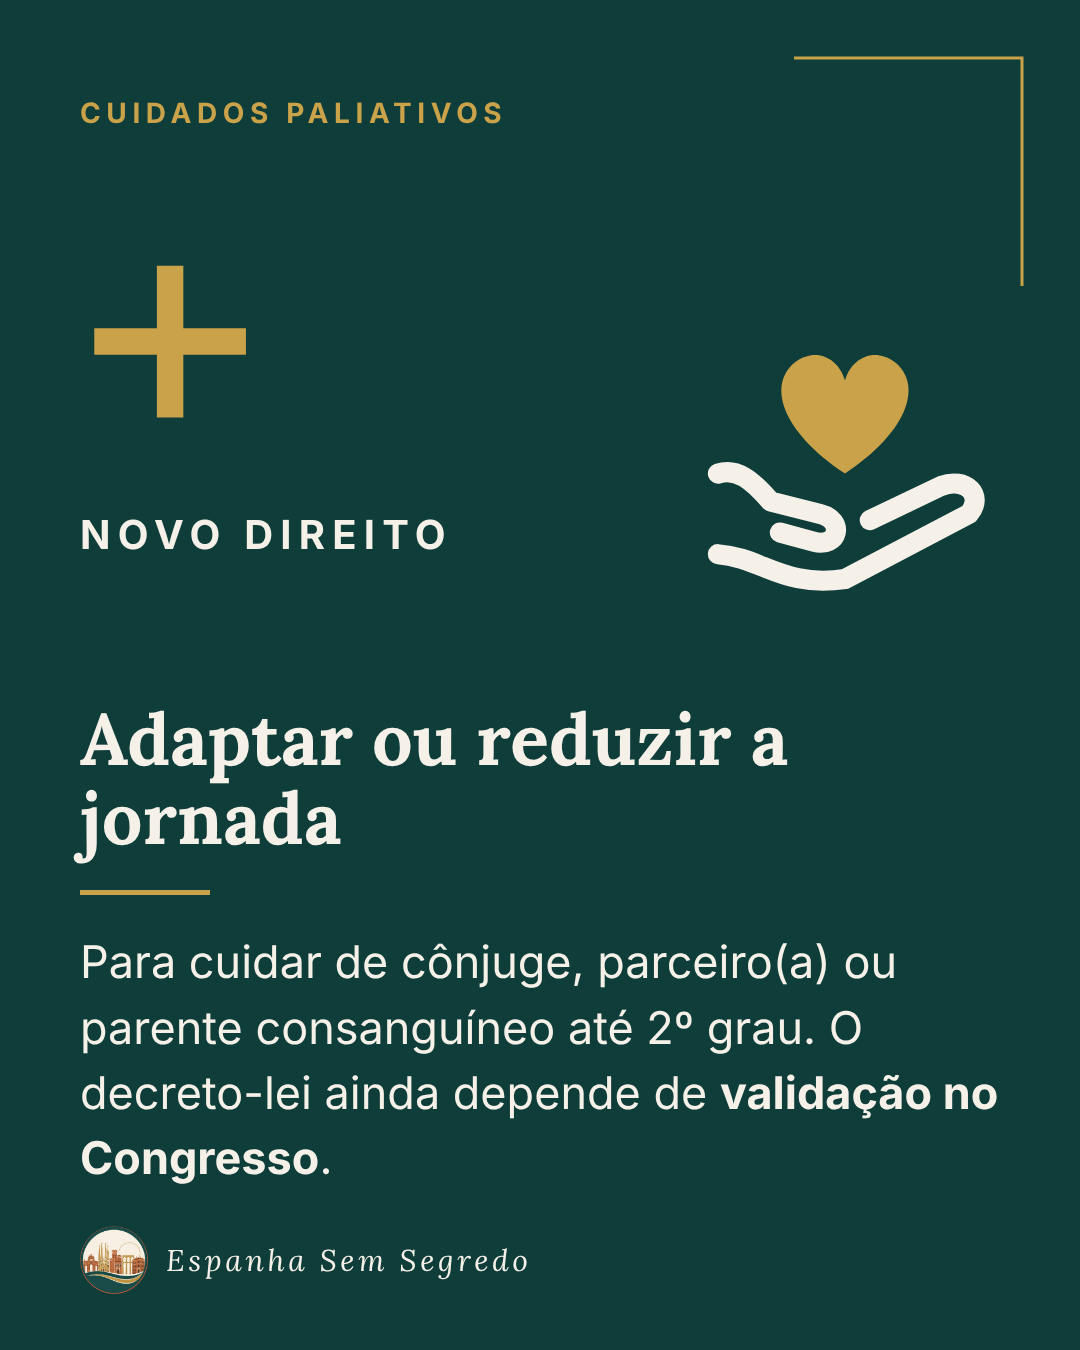 CUIDADOS PALIATIVOS
NOVO DIREITO
Adaptar ou reduzir a
jornada
Para cuidar de cônjuge, parceiro(a) ou
parente consanguíneo até 2º grau. O
decreto-lei ainda depende de validação no
Congresso.
Espanha Sem Segredo